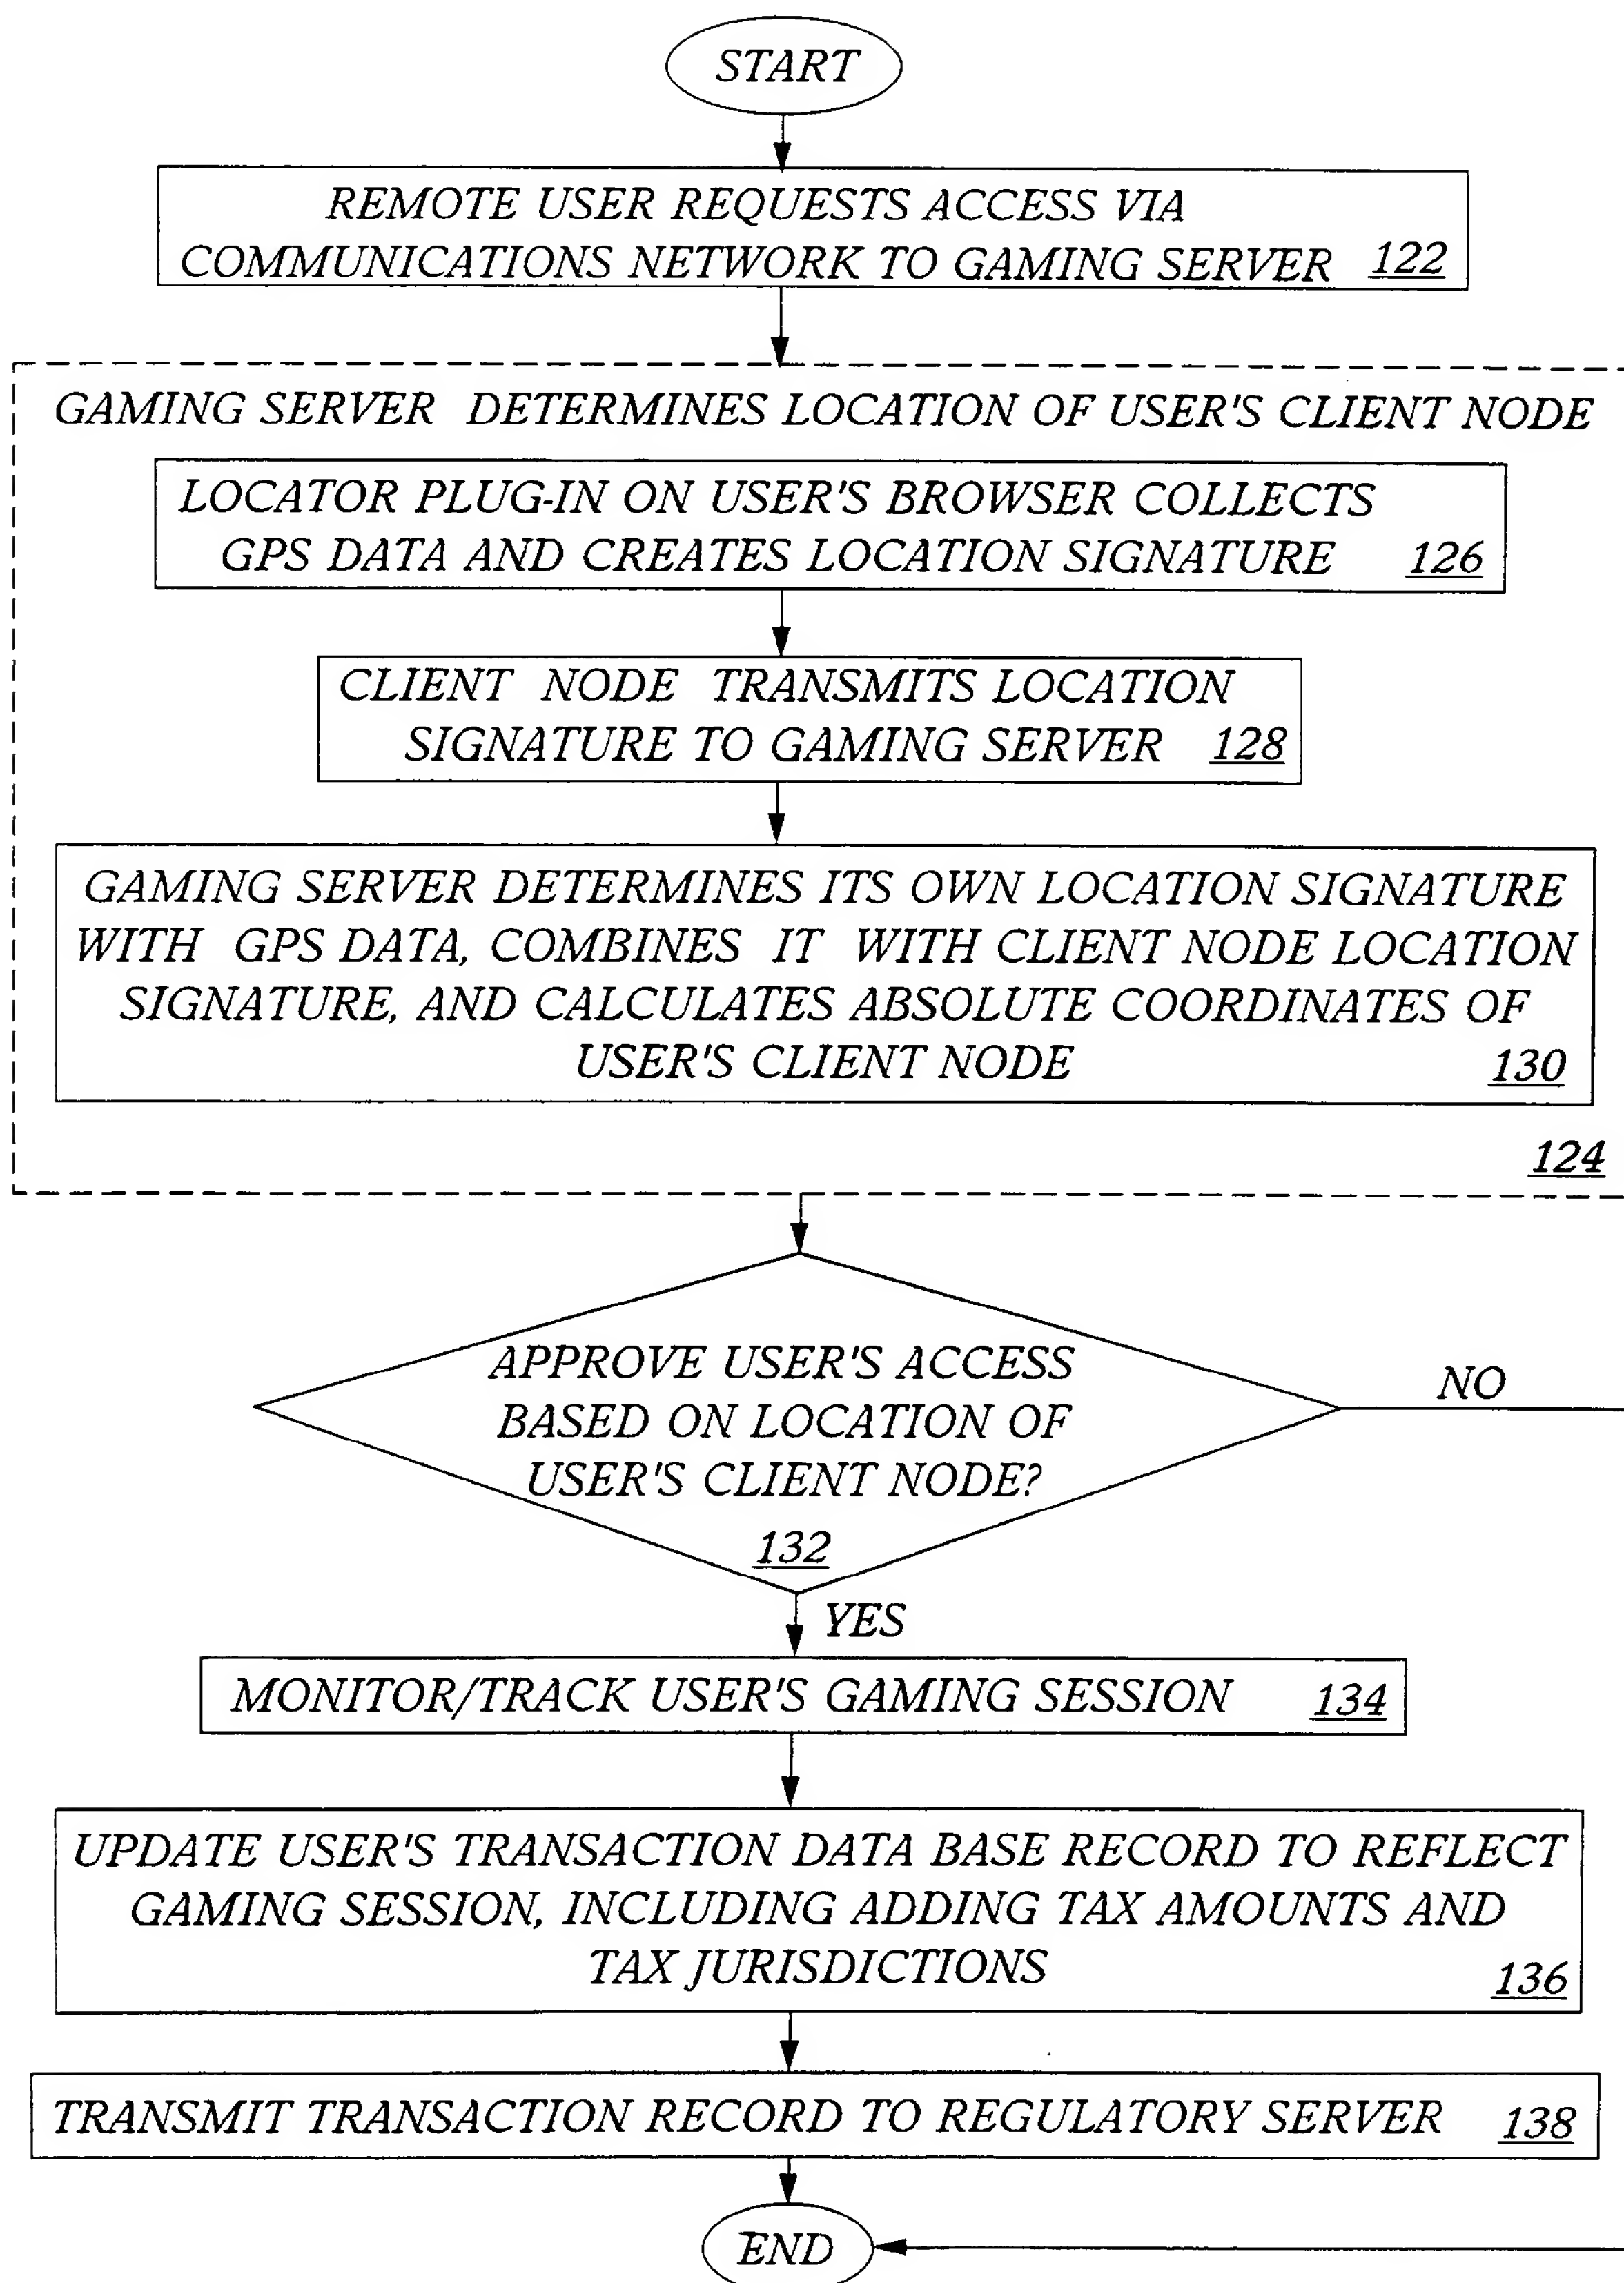 START
REMOTE USER REQUESTS ACCESS VIA
COMMUNICATIONS NETWORK TO GAMING SERVER 122
GAMING SERVER DETERMINES LOCATION OF USER'S CLIENT NODE
LOCATOR PLUG-IN ON USER'S BROWSER COLLECTS
GPS DATA AND CREATES LOCATION SIGNATURE 126
CLIENT NODE TRANSMITS LOCATION
SIGNATURE TO GAMING SERVER 128
GAMING SERVER DETERMINES ITS OWN LOCATION SIGNATURE
WITH GPS DATA, COMBINES IT WITH CLIENT NODE LOCATION
SIGNATURE, AND CALCULATES ABSOLUTE COORDINATES OF
USER'S CLIENT NODE 130
124
APPROVE USER'S ACCESS
BASED ON LOCATION OF
USER'S CLIENT NODE?
132
NO
YES
MONITOR/TRACK USER'S GAMING SESSION 134
UPDATE USER'S TRANSACTION DATA BASE RECORD TO REFLECT
GAMING SESSION, INCLUDING ADDING TAX AMOUNTS AND
TAX JURISDICTIONS 136
TRANSMIT TRANSACTION RECORD TO REGULATORY SERVER 138
END